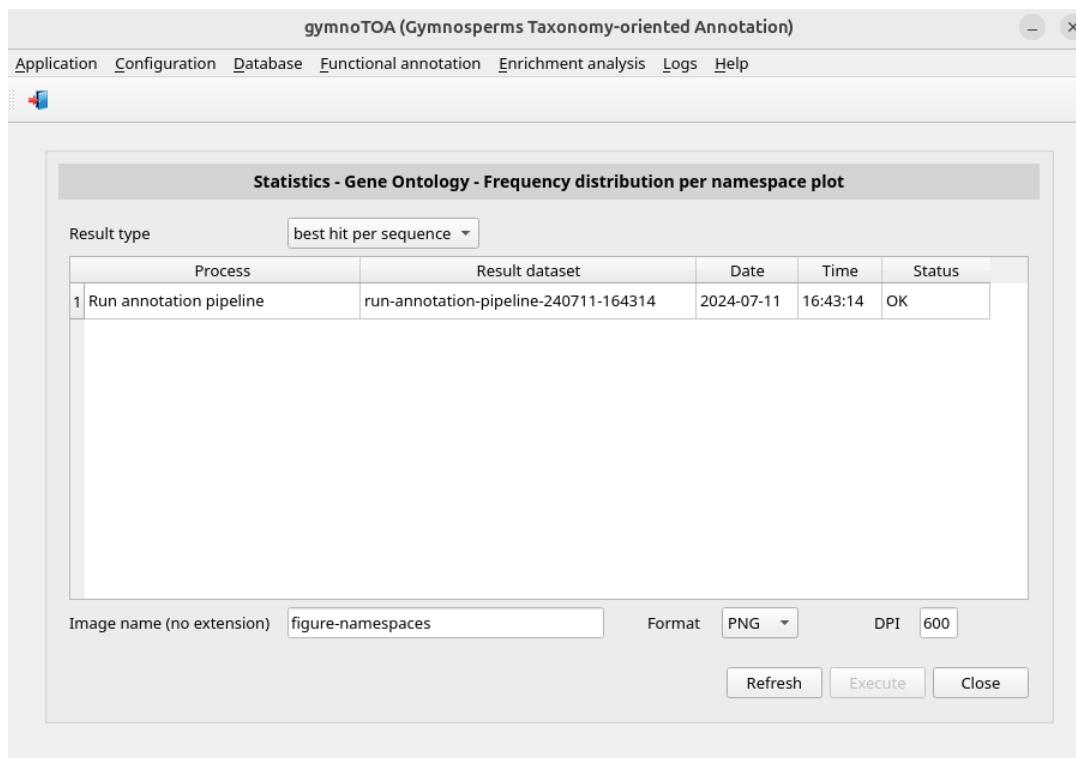 gymnoTOA (Gymnosperms Taxonomy-oriented Annotation)
Application Configuration Database Functional annotation Enrichment analysis Logs Help
Statistics - Gene Ontology - Frequency distribution per namespace plot
Result type best hit per sequence
Process Result dataset Date Time Status
1 Run annotation pipeline run-annotation-pipeline-240711-164314 2024-07-11 16:43:14 OK
Image name (no extension) figure-namespaces Format PNG DPI 600
Refresh Execute Close